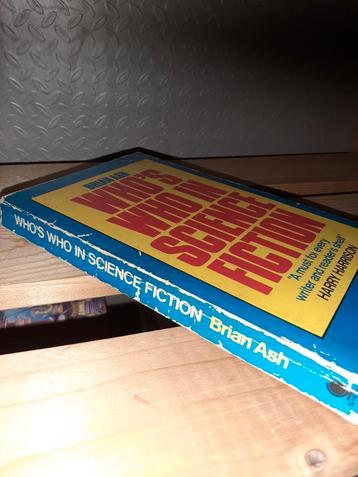 BRIAN ASH
WHO'S
WHO IN
SCIENCE
FICTION
"A must for every
writer and reader's shelf"
HARRY HARRISON
WHO'S WHO IN SCIENCE FICTION Brian Ash